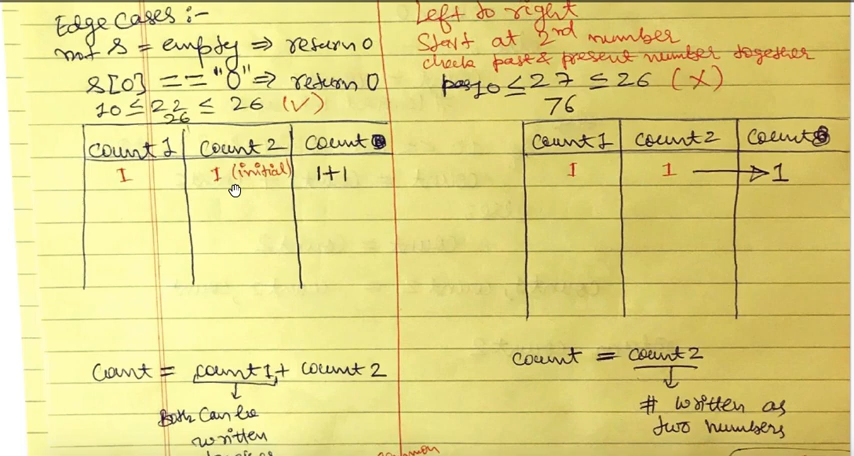 Edge Cases :-
not s = empty => return 0
s[0] == "0" => return 0
10 ≤ 22 ≤ 26 (✓)
26
count 1 count 2 count
1 1 (initial) 1+1
count = count 1 + count 2
Both can be
written
Left to right
Start at 2nd number
check past & present number together
10 ≤ 27 ≤ 26 (X)
76
count 1 count 2 count
1 1 → 1
count = count 2
# written as
two numbers
common